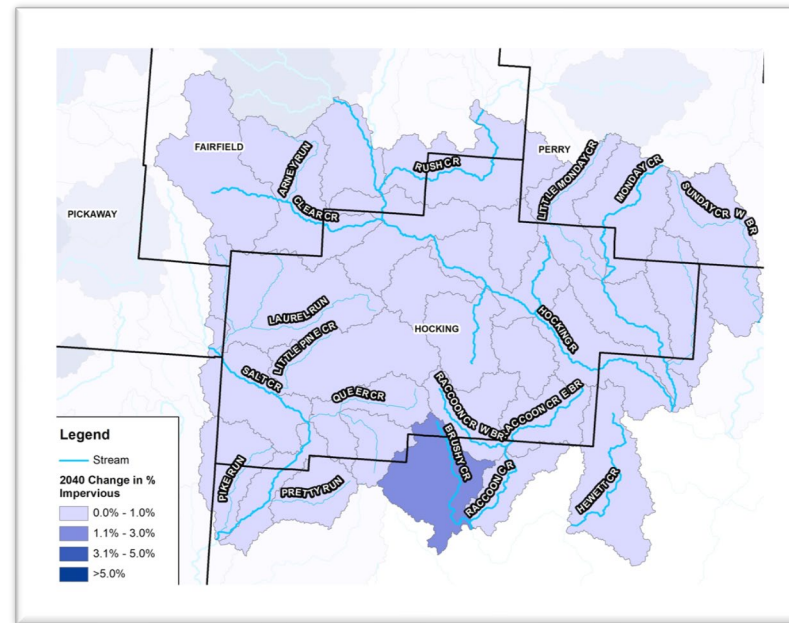 FAIRFIELD
PERRY
PICKAWAY
HOCKING
ARNEY RUN
CLEAR CR
RUSH CR
LITTLE MONDAY CR
MONDAY CR
SUNDAY CR W BR
LAUREL RUN
LITTLE PINE CR
HOCKING R
SALT CR
QUEER CR
RACCOON CR W BR
ACCOON CR E BR
BRUSHY CR
RACCOON CR
HEWETT CR
PIKE RUN
PRETTY RUN
Legend
Stream
2040 Change in %
Impervious
0.0% - 1.0%
1.1% - 3.0%
3.1% - 5.0%
>5.0%